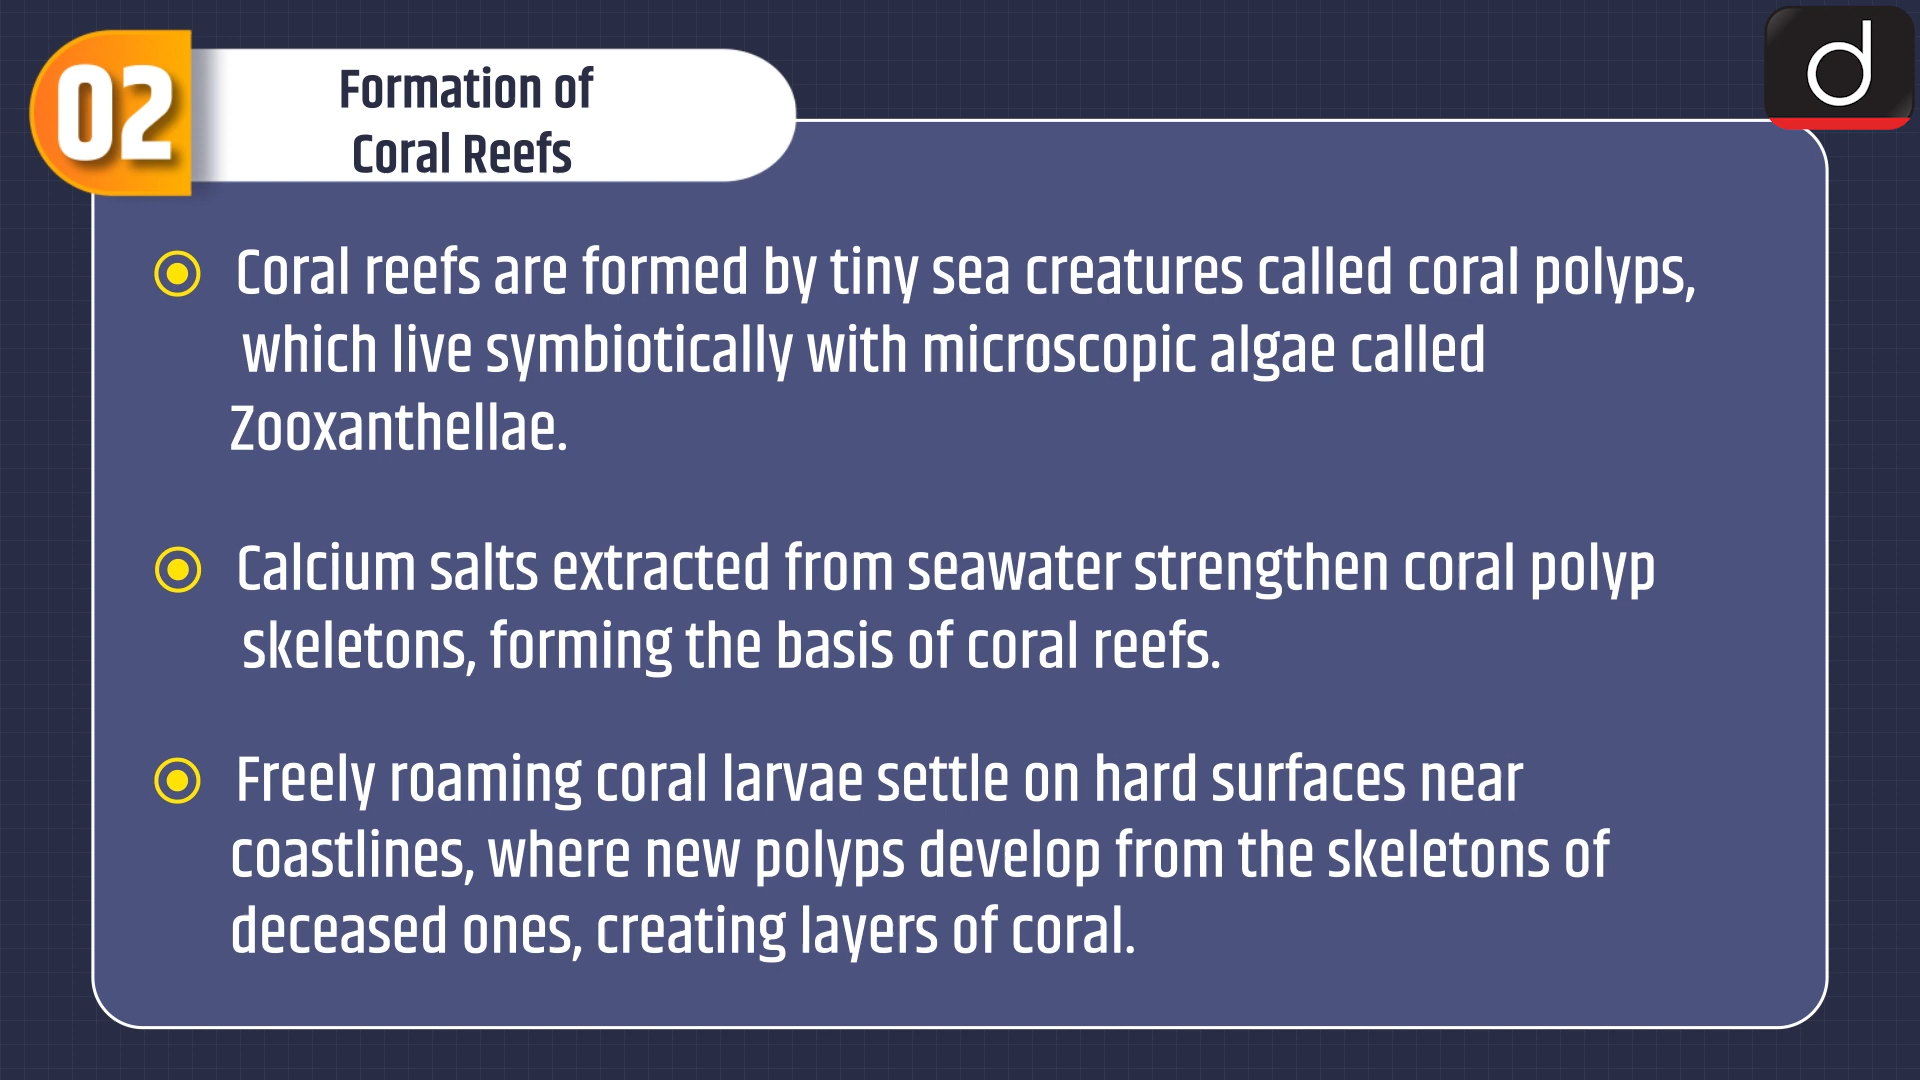 02
Formation of
Coral Reefs
d
Coral reefs are formed by tiny sea creatures called coral polyps,
which live symbiotically with microscopic algae called
Zooxanthellae.
Calcium salts extracted from seawater strengthen coral polyp
skeletons, forming the basis of coral reefs.
Freely roaming coral larvae settle on hard surfaces near
coastlines, where new polyps develop from the skeletons of
deceased ones, creating layers of coral.